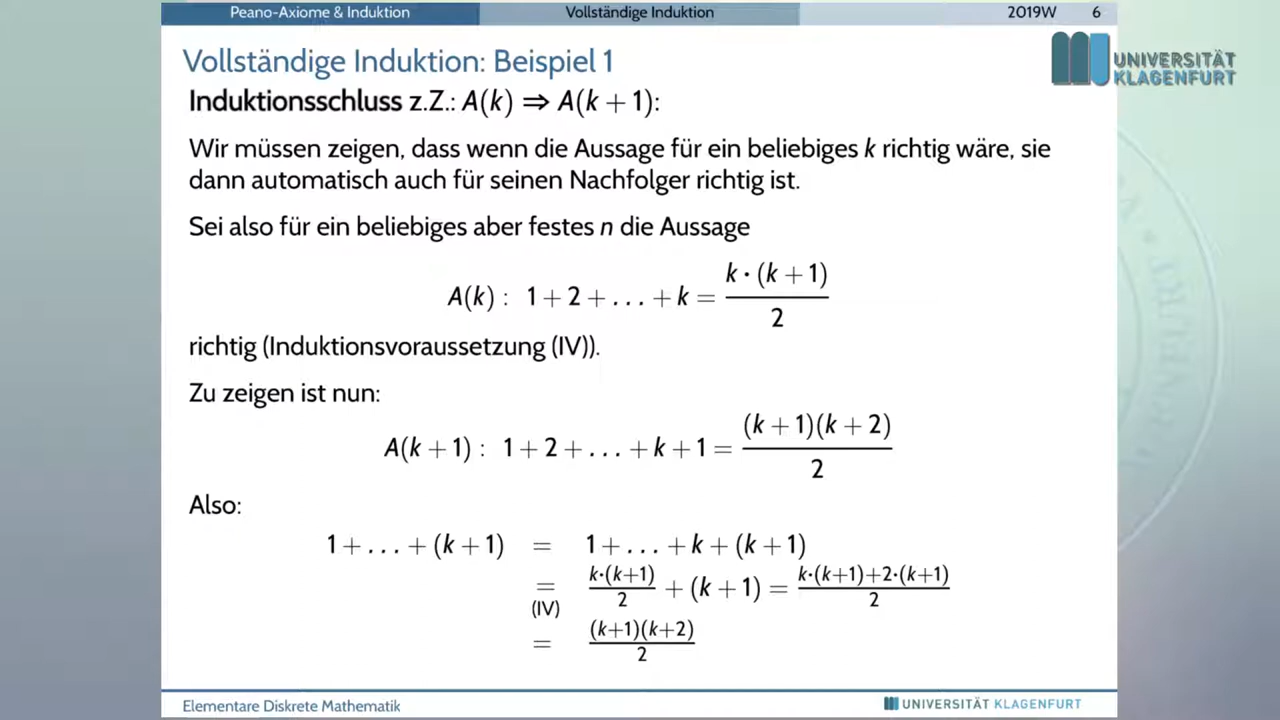 Peano-Axiome & Induktion Vollständige Induktion 2019W 6
Vollständige Induktion: Beispiel 1
UNIVERSITÄT
KLAGENFURT
Induktionsschluss z.Z.: A(k) ⇒ A(k + 1):
Wir müssen zeigen, dass wenn die Aussage für ein beliebiges k richtig wäre, sie
dann automatisch auch für seinen Nachfolger richtig ist.
Sei also für ein beliebiges aber festes n die Aussage
A(k) : 1 + 2 + . . . + k = k · (k + 1) / 2
richtig (Induktionsvoraussetzung (IV)).
Zu zeigen ist nun:
A(k + 1) : 1 + 2 + . . . + k + 1 = (k + 1)(k + 2) / 2
Also:
1 + . . . + (k + 1) = 1 + . . . + k + (k + 1)
= (IV) k·(k+1) / 2 + (k + 1) = k·(k+1)+2·(k+1) / 2
= (k+1)(k+2) / 2
Elementare Diskrete Mathematik UNIVERSITÄT KLAGENFURT